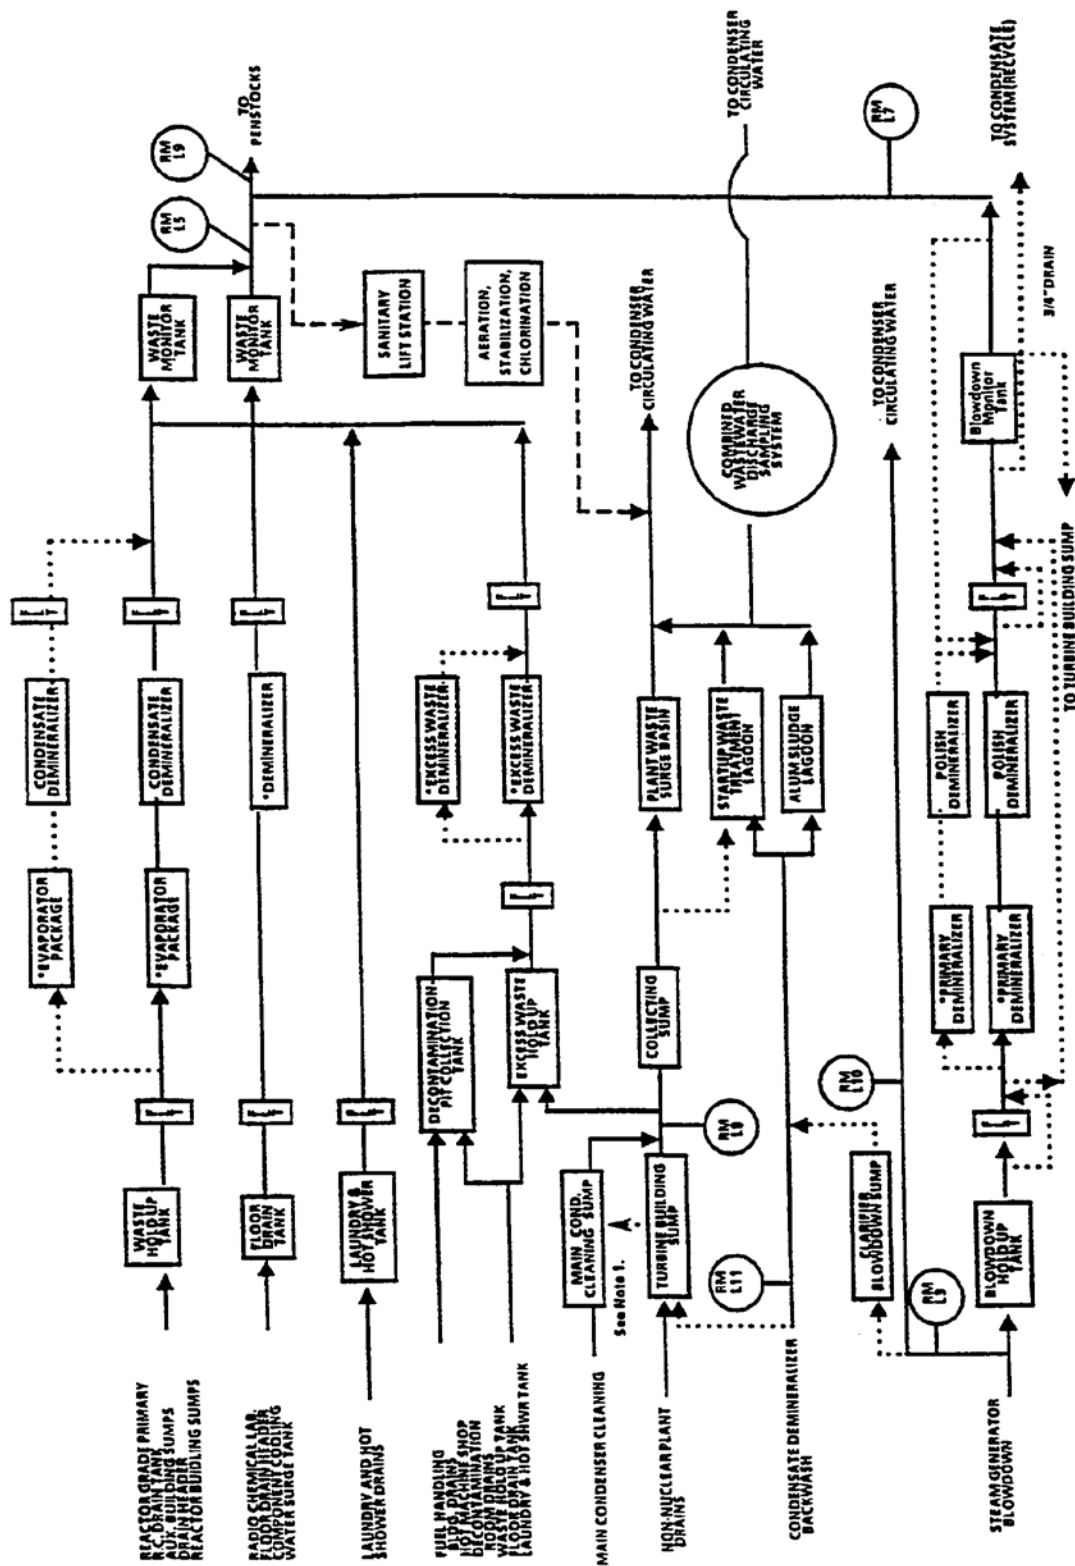 REACTOR GRADE PRIMARY
R.C. DRAIN TANK
AUX. BUILDING SUMPS
DRAIN HEADER
REACTOR BUIDLING SUMPS
WASTE
HOLD UP
TANK
*EVAPORATOR
PACKAGE
*EVAPORATOR
PACKAGE
CONDENSATE
DEMINERALIZER
CONDENSATE
DEMINERALIZER
WASTE
MONITOR
TANK
RADIO CHEMICAL LAB.
FLOOR DRAIN HEADER
COMPONENT COOLING
WATER SURGE TANK
FLOOR
DRAIN
TANK
*DEMINERALIZER
WASTE
MONITOR
TANK
RM
L5
RM
L9
TO
PENSTOCKS
LAUNDRY AND HOT
SHOWER DRAINS
LAUNDRY &
HOT SHOWER
TANK
SANITARY
LIFT STATION
AERATION,
STABILIZATION,
CHLORINATION
FUEL HANDLING
BLDG. DRAINS
HOT MACHINE SHOP
DECONTAMINATION
ROOM DRAINS
WASTE HOLD UP TANK
FLOOR DRAIN TANK
LAUNDRY & HOT SHWR TANK
DECONTAMINATION
PIT COLLECTION
TANK
EXCESS WASTE
HOLD UP
TANK
*EXCESS WASTE
DEMINERALIZER
*EXCESS WASTE
DEMINERALIZER
MAIN CONDENSER CLEANING
MAIN COND.
CLEANING SUMP
See Note 1.
NON-NUCLEAR PLANT
DRAINS
TURBINE BUILDING
SUMP
RM
L8
COLLECTING
SUMP
PLANT WASTE
SURGE BASIN
TO CONDENSER
CIRCULATING WATER
STARTUP WASTE
TREATMENT
LAGOON
ALUM SLUDGE
LAGOON
COMBINED
WASTEWATER
DISCHARGE
SAMPLING
SYSTEM
TO CONDENSER
CIRCULATING
WATER
CONDENSATE DEMINERALIZER
BACKWASH
RM
L11
CLARIFIER
BLOWDOWN SUMP
RM
L10
TO CONDENSER
CIRCULATING WATER
RM
L7
STEAM GENERATOR
BLOWDOWN
RM
L3
BLOWDOWN
HOLD UP
TANK
*PRIMARY
DEMINERALIZER
*PRIMARY
DEMINERALIZER
POLISH
DEMINERALIZER
POLISH
DEMINERALIZER
Blowdown
Monitor
Tank
TO CONDENSATE
SYSTEM (RECYCLE)
3/4" DRAIN
TO TURBINE BUILDING SUMP